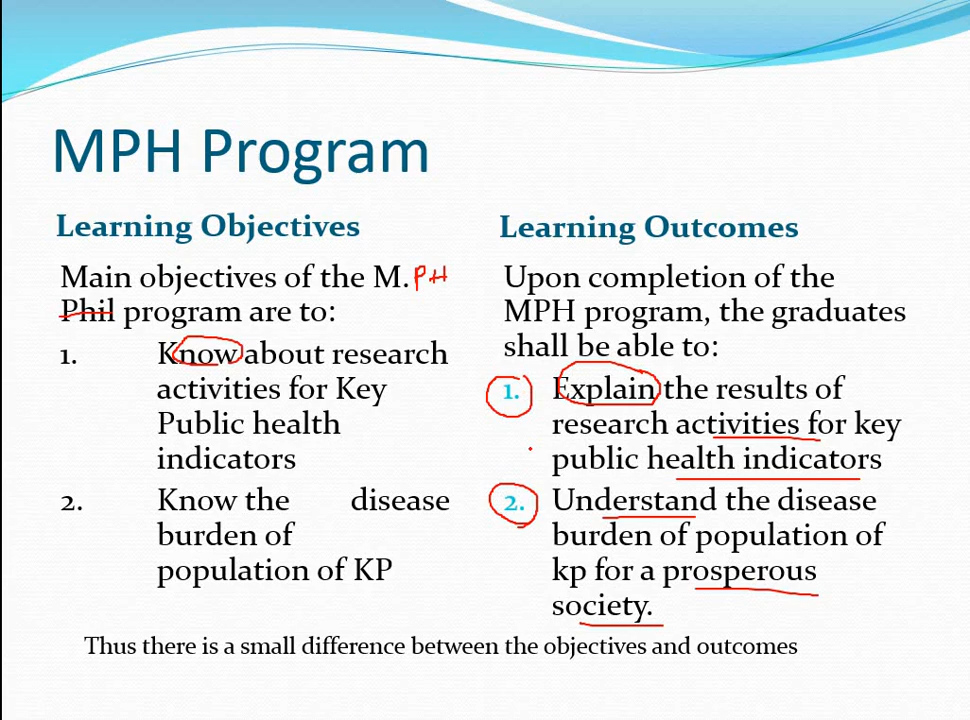 MPH Program
Learning Objectives
Main objectives of the M. PH
Phil program are to:
1. Know about research
activities for Key
Public health
indicators
2. Know the disease
burden of
population of KP
Learning Outcomes
Upon completion of the
MPH program, the graduates
shall be able to:
1. Explain the results of
research activities for key
public health indicators
2. Understand the disease
burden of population of
kp for a prosperous
society.
Thus there is a small difference between the objectives and outcomes